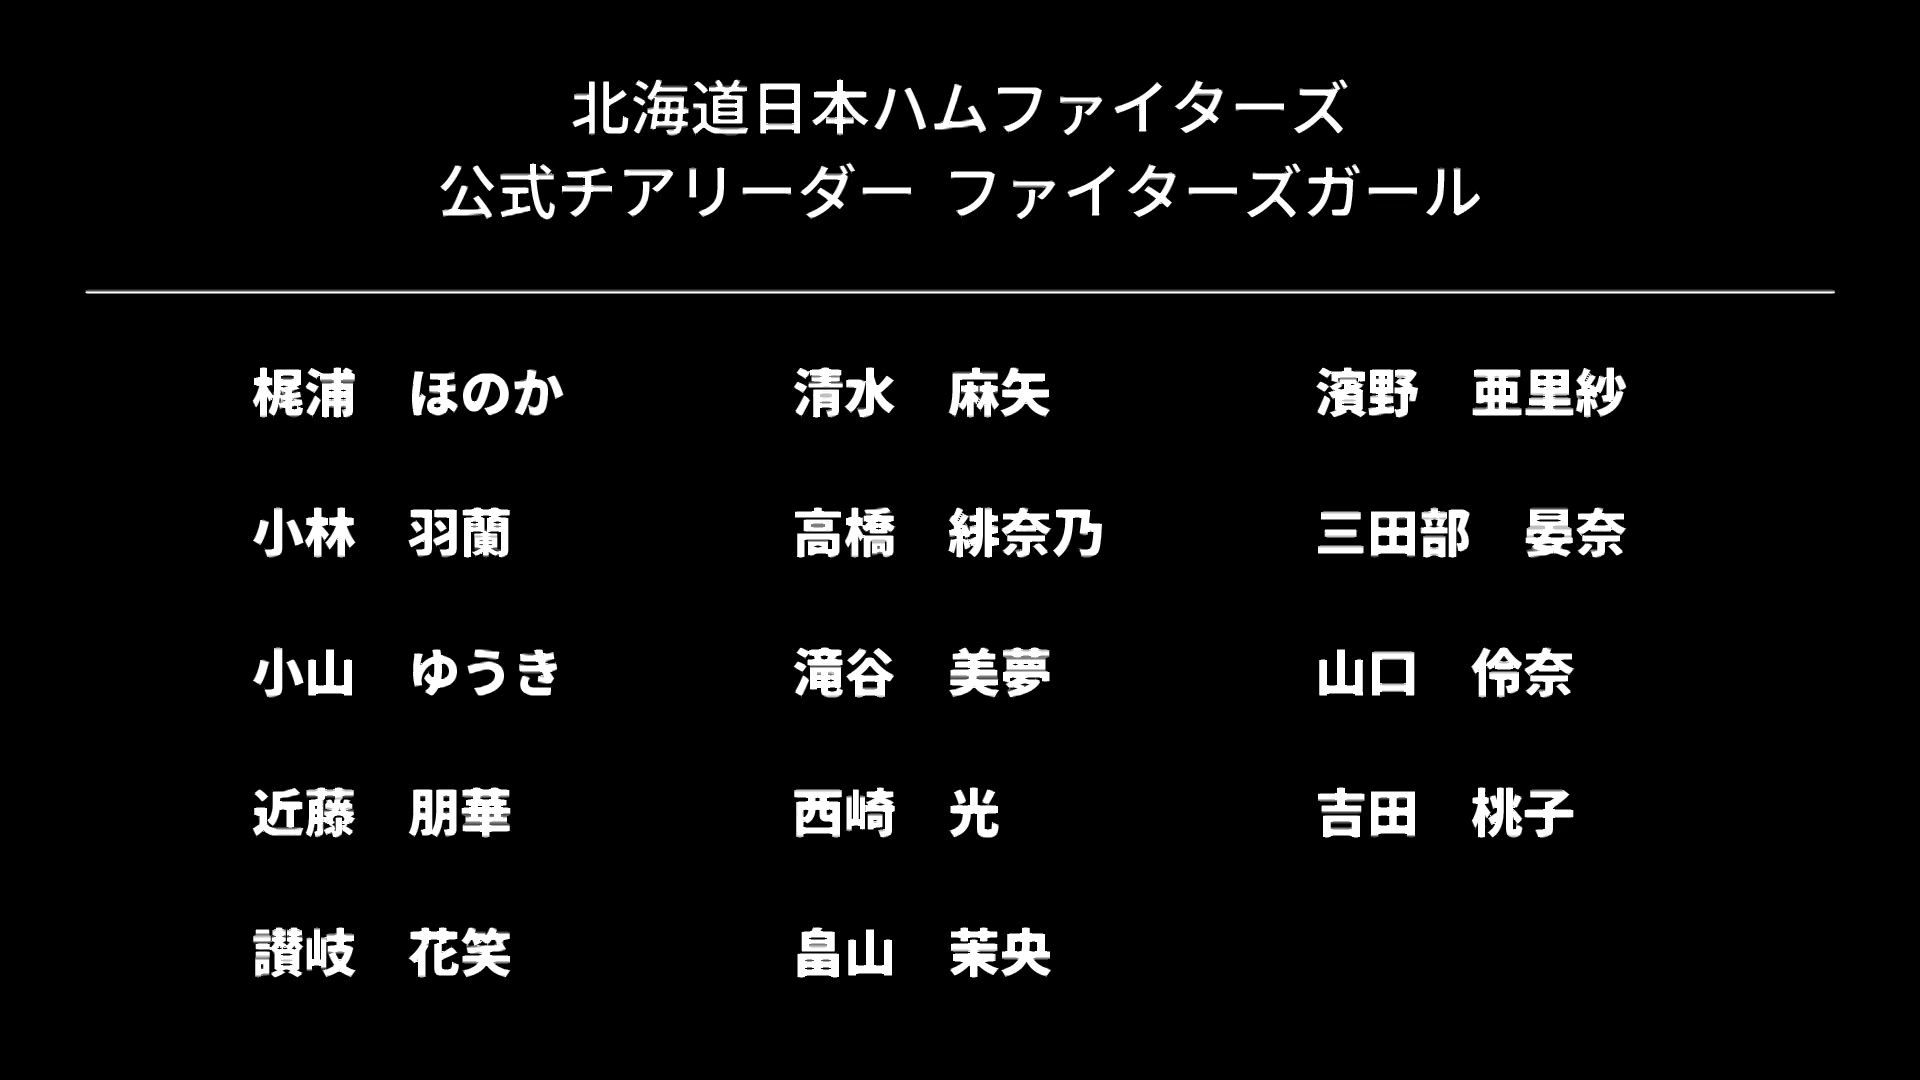 北海道日本ハムファイターズ
公式チアリーダー ファイターズガール
梶浦　ほのか
小林　羽蘭
小山　ゆうき
近藤　朋華
讃岐　花笑
清水　麻矢
高橋　緋奈乃
滝谷　美夢
西崎　光
畠山　茉央
濱野　亜里紗
三田部　晏奈
山口　伶奈
吉田　桃子